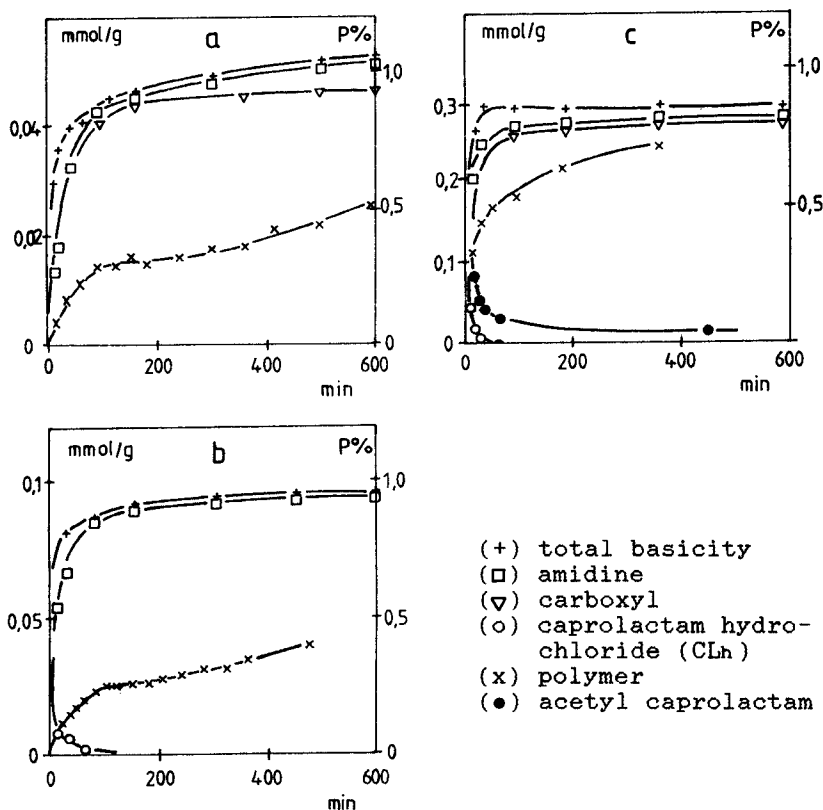 mmol/g a P%
0,04
0,02
0
1,0
0,5
0
0 200 400 600
min
mmol/g c P%
0,3
0,2
0,1
0
1,0
0,5
0
0 200 400 600
min
mmol/g b P%
0,1
0,05
0
1,0
0,5
0
0 200 400 600
min
(+) total basicity
(□) amidine
(▽) carboxyl
(○) caprolactam hydro-
chloride (CLh)
(×) polymer
(●) acetyl caprolactam